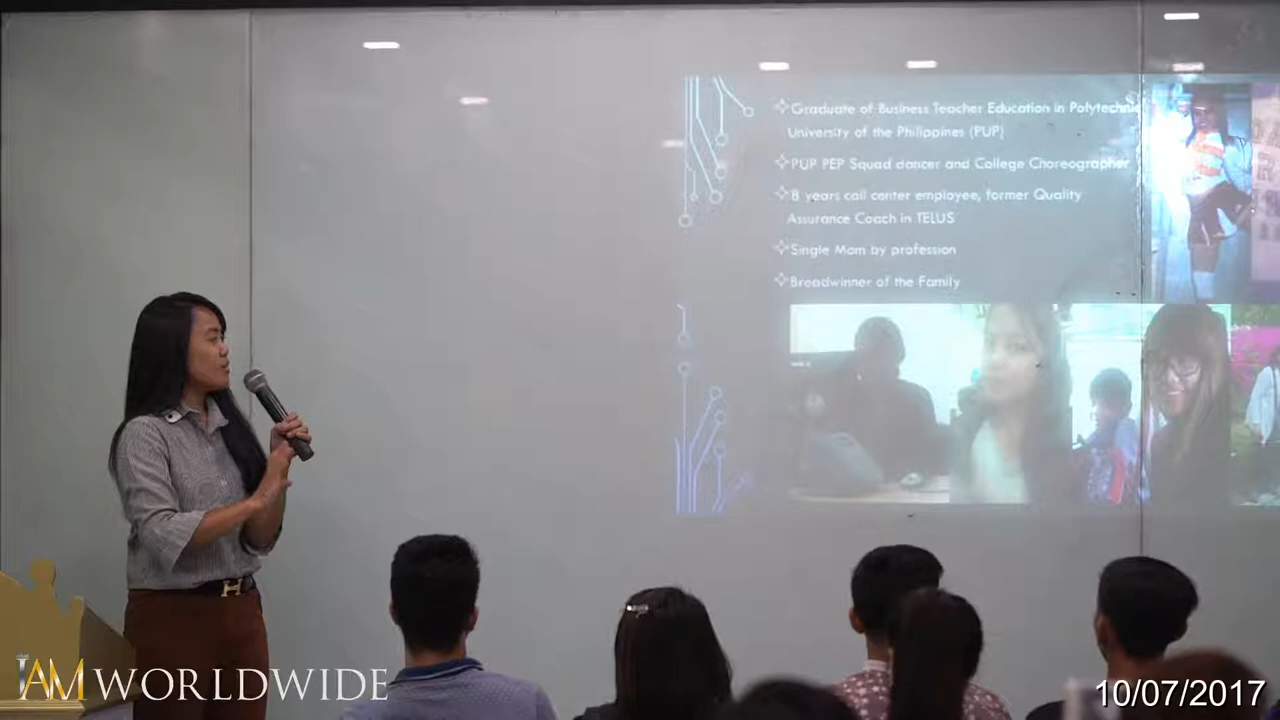 Graduate of Business Teacher Education in Polytechnic
University of the Philippines (PUP)
PUP PEP Squad dancer and College Choreographer
8 years call center employee, former Quality
Assurance Coach in TELUS
Single Mom by profession
Breadwinner of the Family
IAM WORLDWIDE
10/07/2017